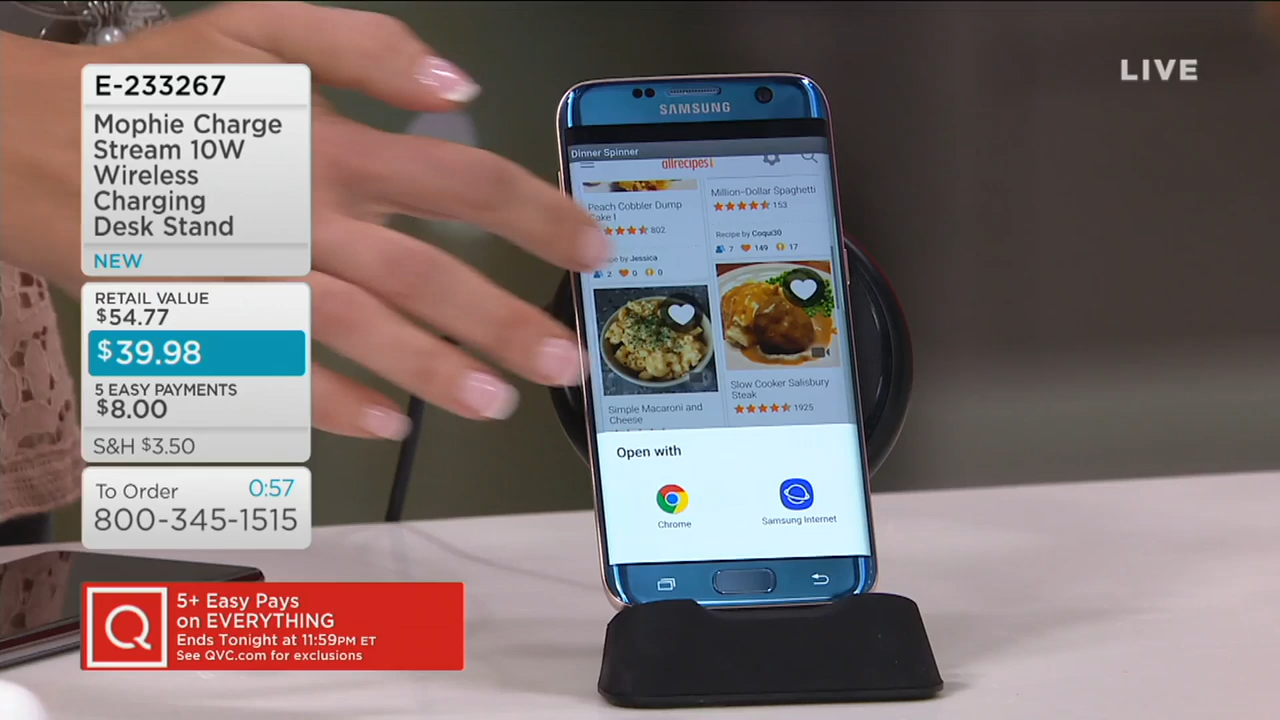 E-233267
Mophie Charge
Stream 10W
Wireless
Charging
Desk Stand
NEW
RETAIL VALUE
$54.77
$39.98
5 EASY PAYMENTS
$8.00
S&H $3.50
To Order 0:57
800-345-1515
Q
5+ Easy Pays
on EVERYTHING
Ends Tonight at 11:59PM ET
See QVC.com for exclusions
LIVE
SAMSUNG
Dinner Spinner
allrecipes
Peach Cobbler Dump
Cake I
802
by Jessica
2 0 0
Million-Dollar Spaghetti
153
Recipe by Coqui30
7 149 17
Simple Macaroni and
Cheese
Slow Cooker Salisbury
Steak
1925
Open with
Chrome
Samsung Internet